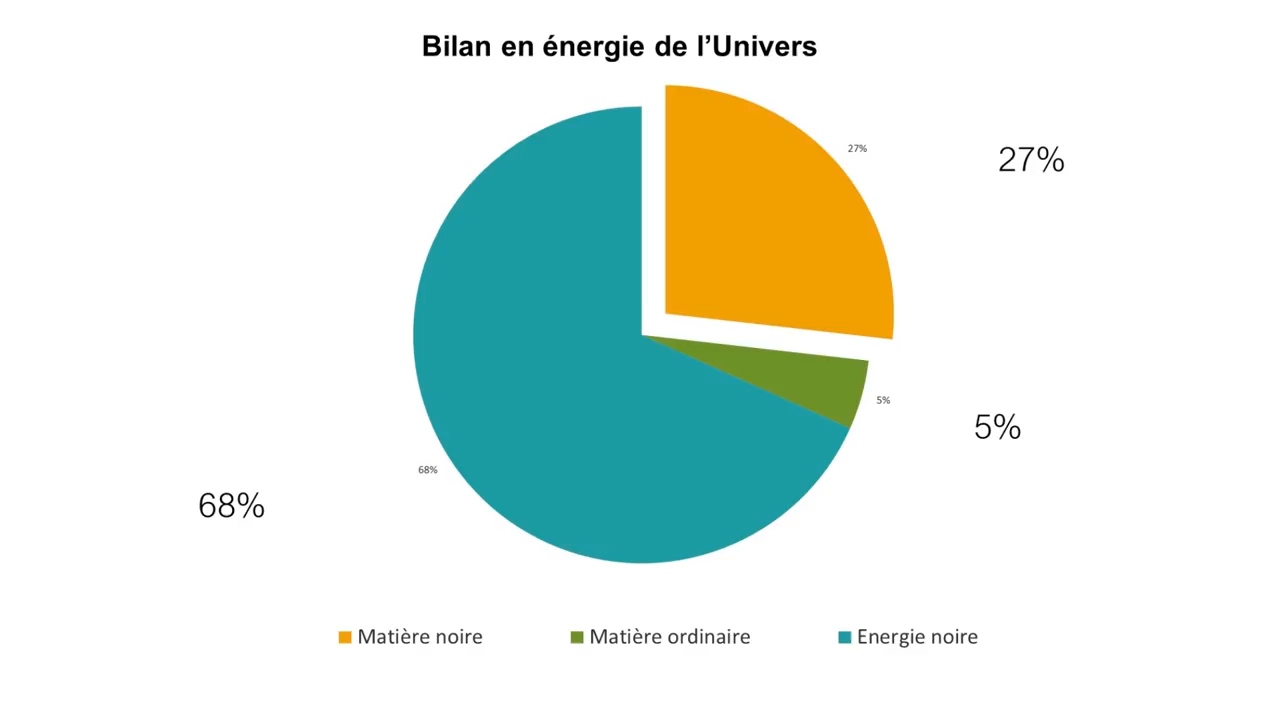 Bilan en énergie de l’Univers
27%
27%
5%
5%
68%
68%
Matière noire
Matière ordinaire
Energie noire